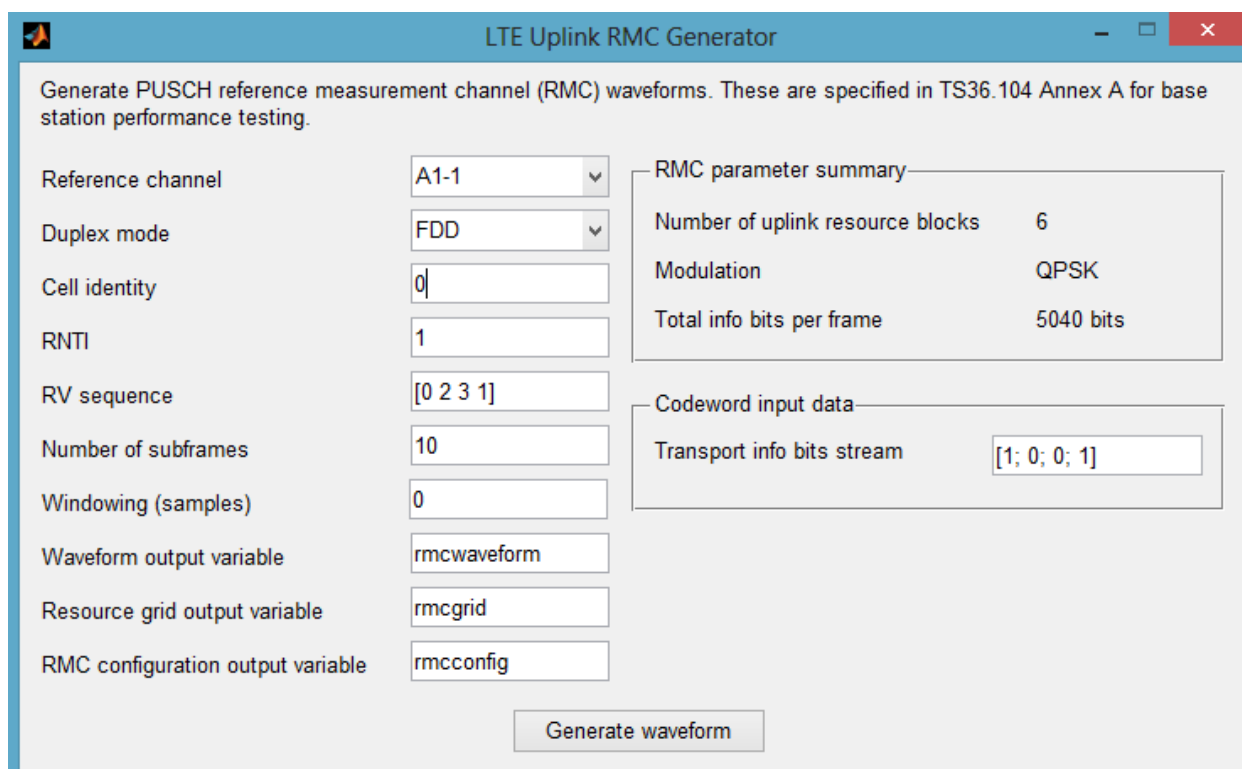 LTE Uplink RMC Generator
Generate PUSCH reference measurement channel (RMC) waveforms. These are specified in TS36.104 Annex A for base
station performance testing.
Reference channel A1-1
Duplex mode FDD
Cell identity 0
RNTI 1
RV sequence [0 2 3 1]
Number of subframes 10
Windowing (samples) 0
Waveform output variable rmcwaveform
Resource grid output variable rmcgrid
RMC configuration output variable rmcconfig
RMC parameter summary
Number of uplink resource blocks 6
Modulation QPSK
Total info bits per frame 5040 bits
Codeword input data
Transport info bits stream [1; 0; 0; 1]
Generate waveform